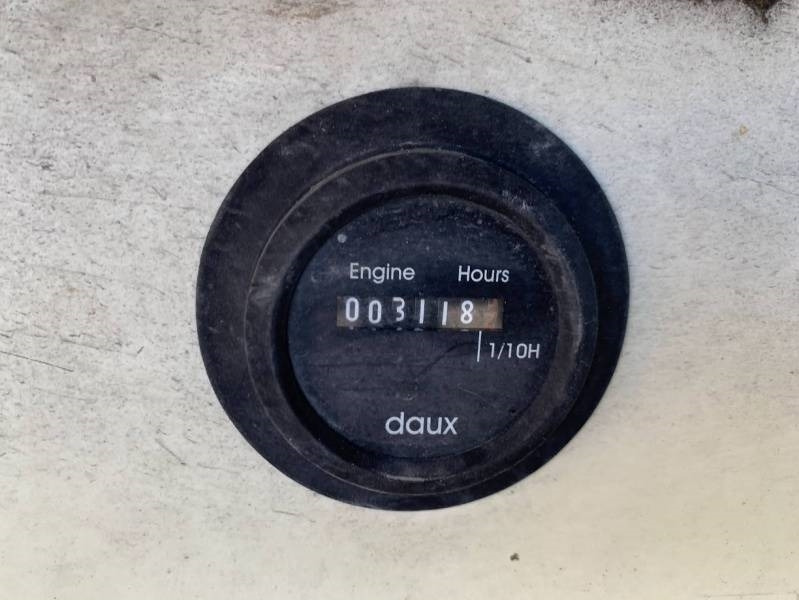 Engine Hours
003118
1/10H
daux